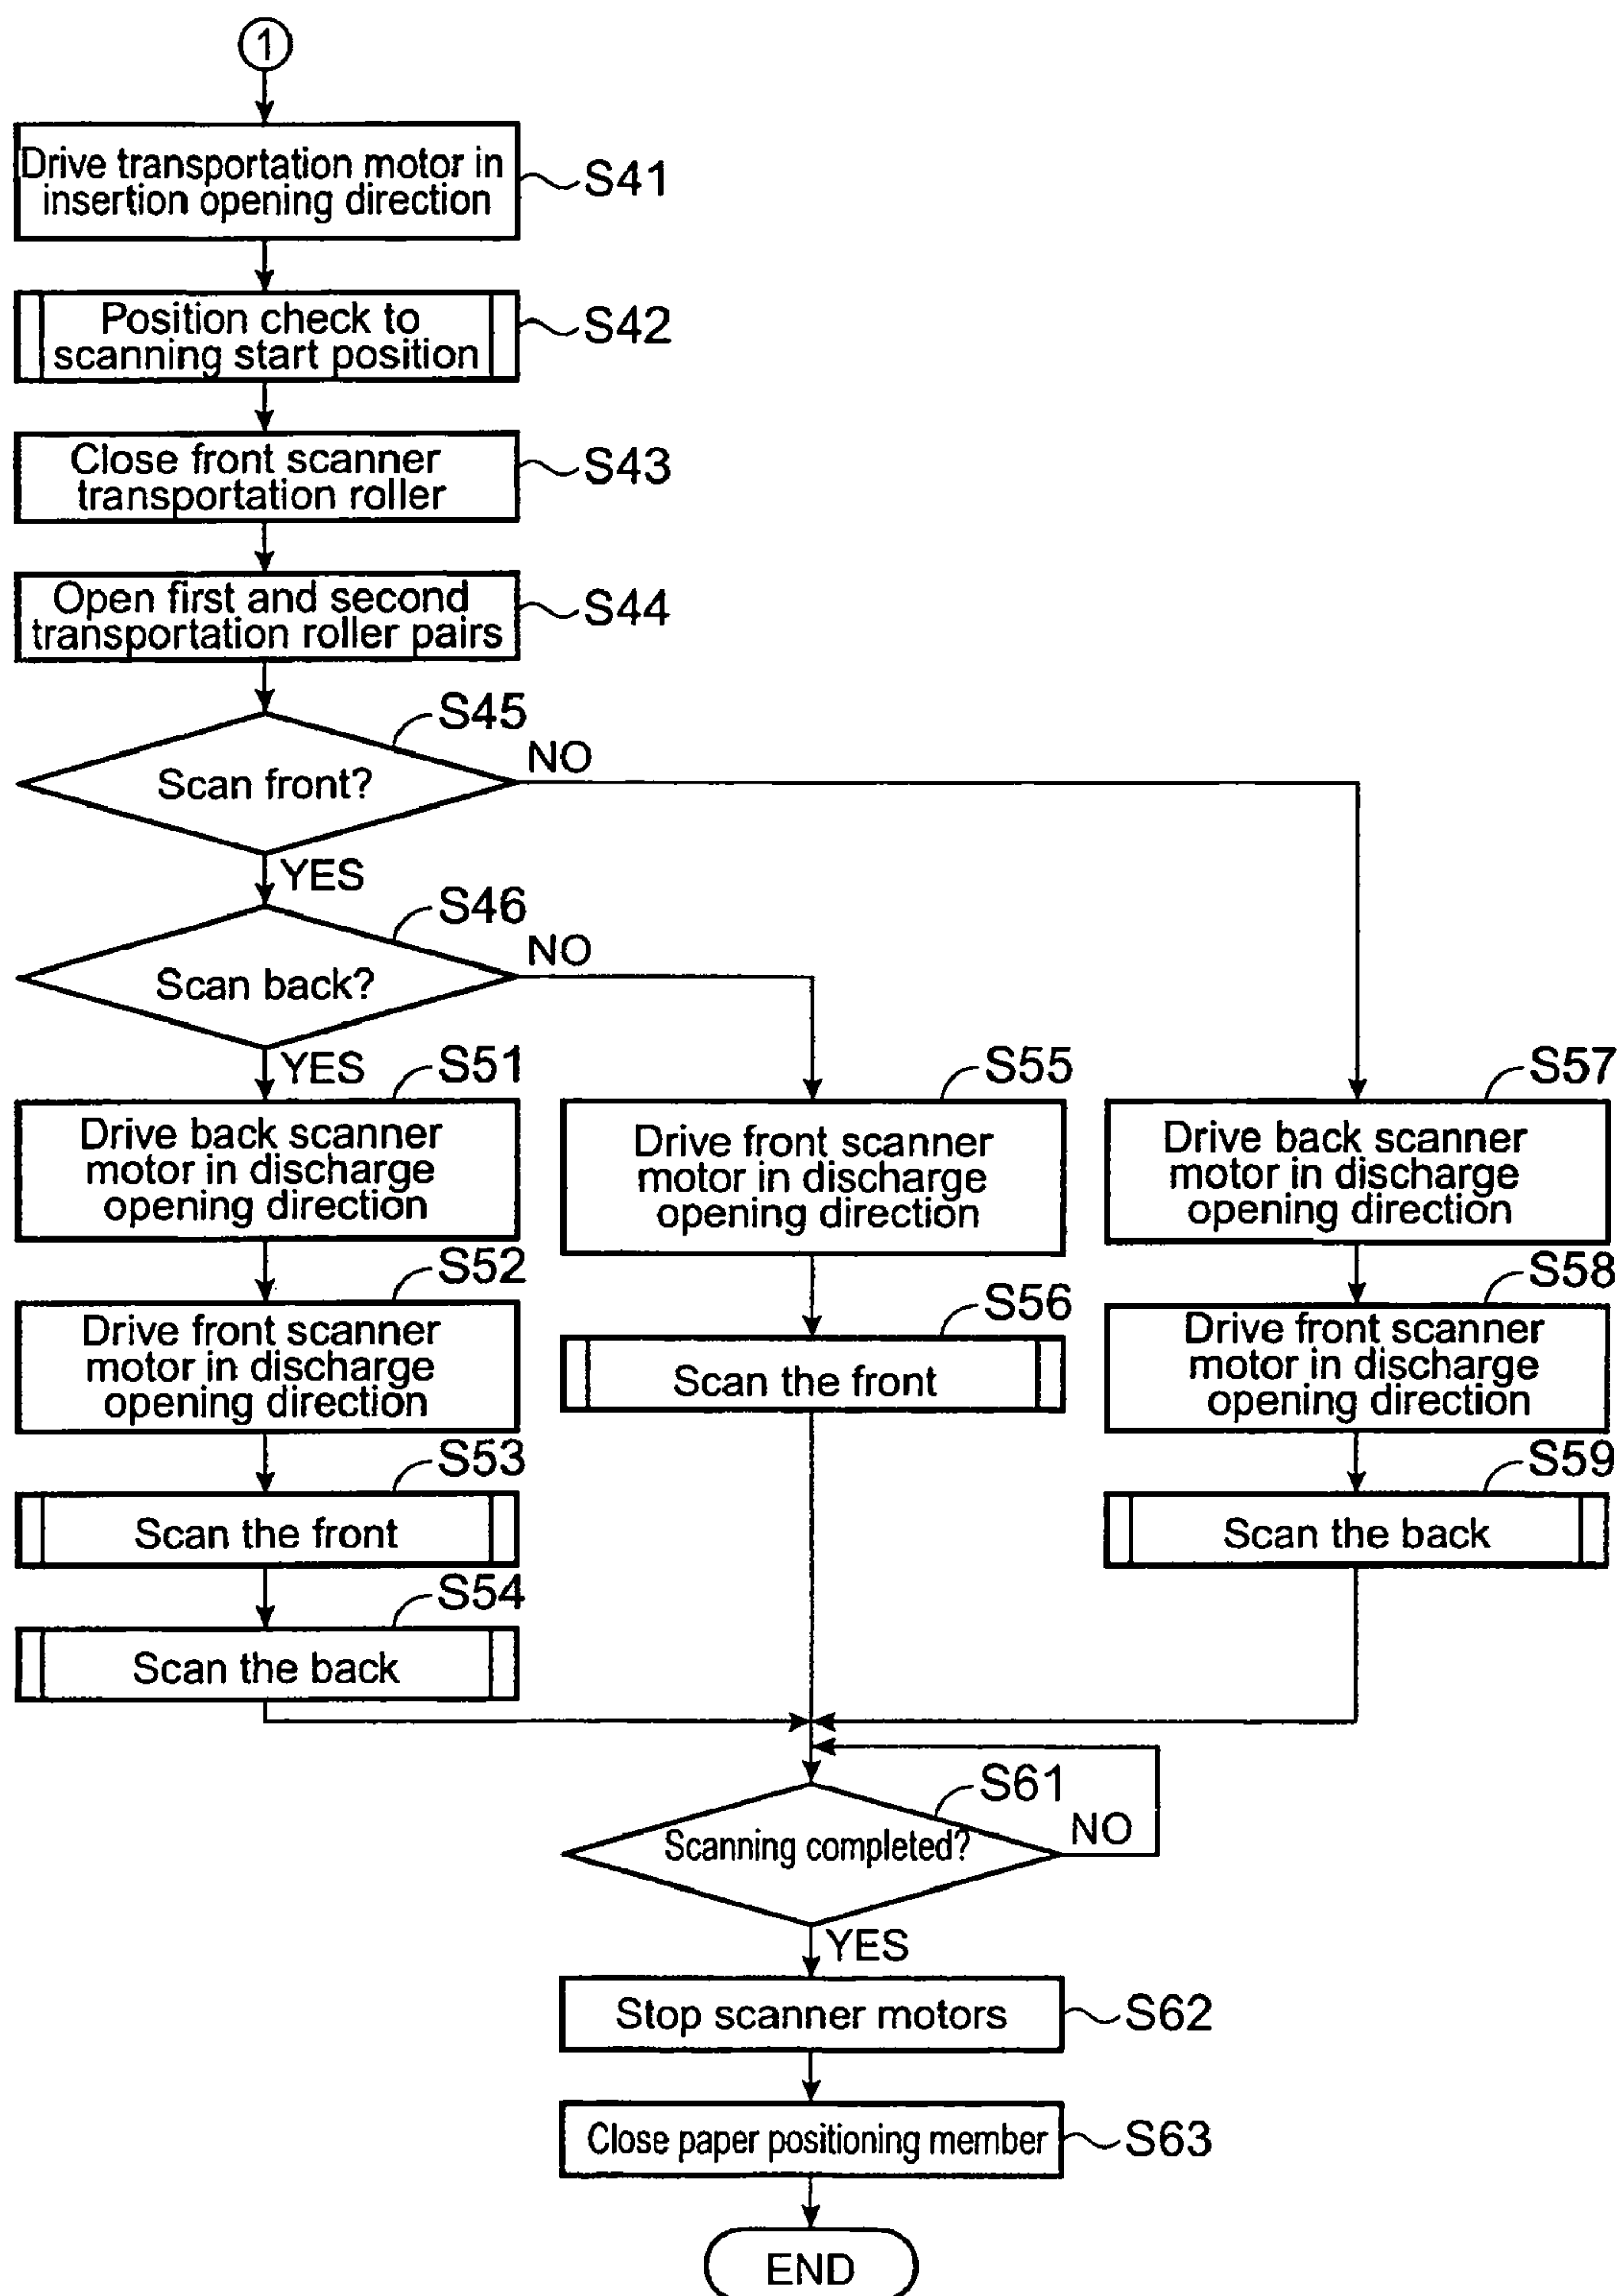 1
Drive transportation motor in
insertion opening direction
S41
Position check to
scanning start position
S42
Close front scanner
transportation roller
S43
Open first and second
transportation roller pairs
S44
S45
Scan front?
NO
YES
S46
Scan back?
NO
YES
S51
Drive back scanner
motor in discharge
opening direction
S52
Drive front scanner
motor in discharge
opening direction
S53
Scan the front
S54
Scan the back
S55
Drive front scanner
motor in discharge
opening direction
S56
Scan the front
S57
Drive back scanner
motor in discharge
opening direction
S58
Drive front scanner
motor in discharge
opening direction
S59
Scan the back
S61
Scanning completed?
NO
YES
Stop scanner motors
S62
Close paper positioning member
S63
END